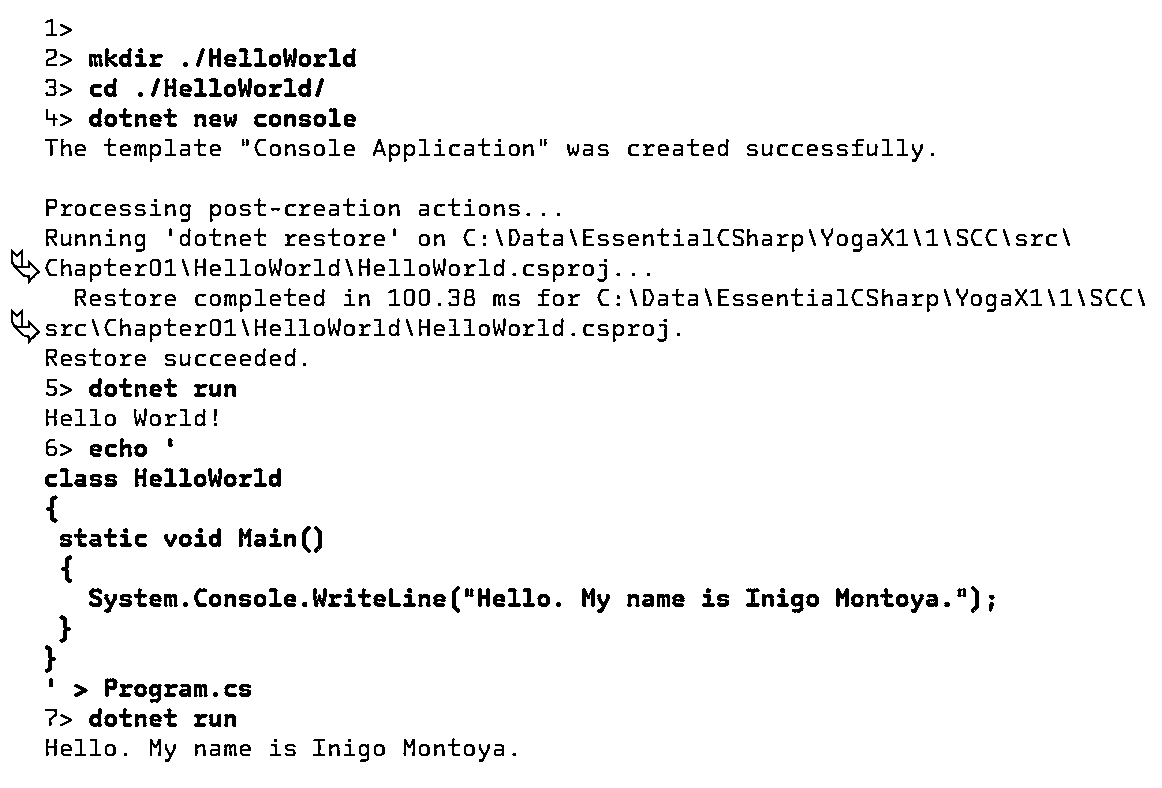 1>
2> mkdir ./HelloWorld
3> cd ./HelloWorld/
4> dotnet new console
The template "Console Application" was created successfully.
Processing post-creation actions...
Running 'dotnet restore' on C:\Data\EssentialCSharp\YogaX1\1\SCC\src\
Chapter01\HelloWorld\HelloWorld.csproj...
  Restore completed in 100.38 ms for C:\Data\EssentialCSharp\YogaX1\1\SCC\
src\Chapter01\HelloWorld\HelloWorld.csproj.
Restore succeeded.
5> dotnet run
Hello World!
6> echo '
class HelloWorld
{
 static void Main()
 {
   System.Console.WriteLine("Hello. My name is Inigo Montoya.");
 }
}
' > Program.cs
7> dotnet run
Hello. My name is Inigo Montoya.